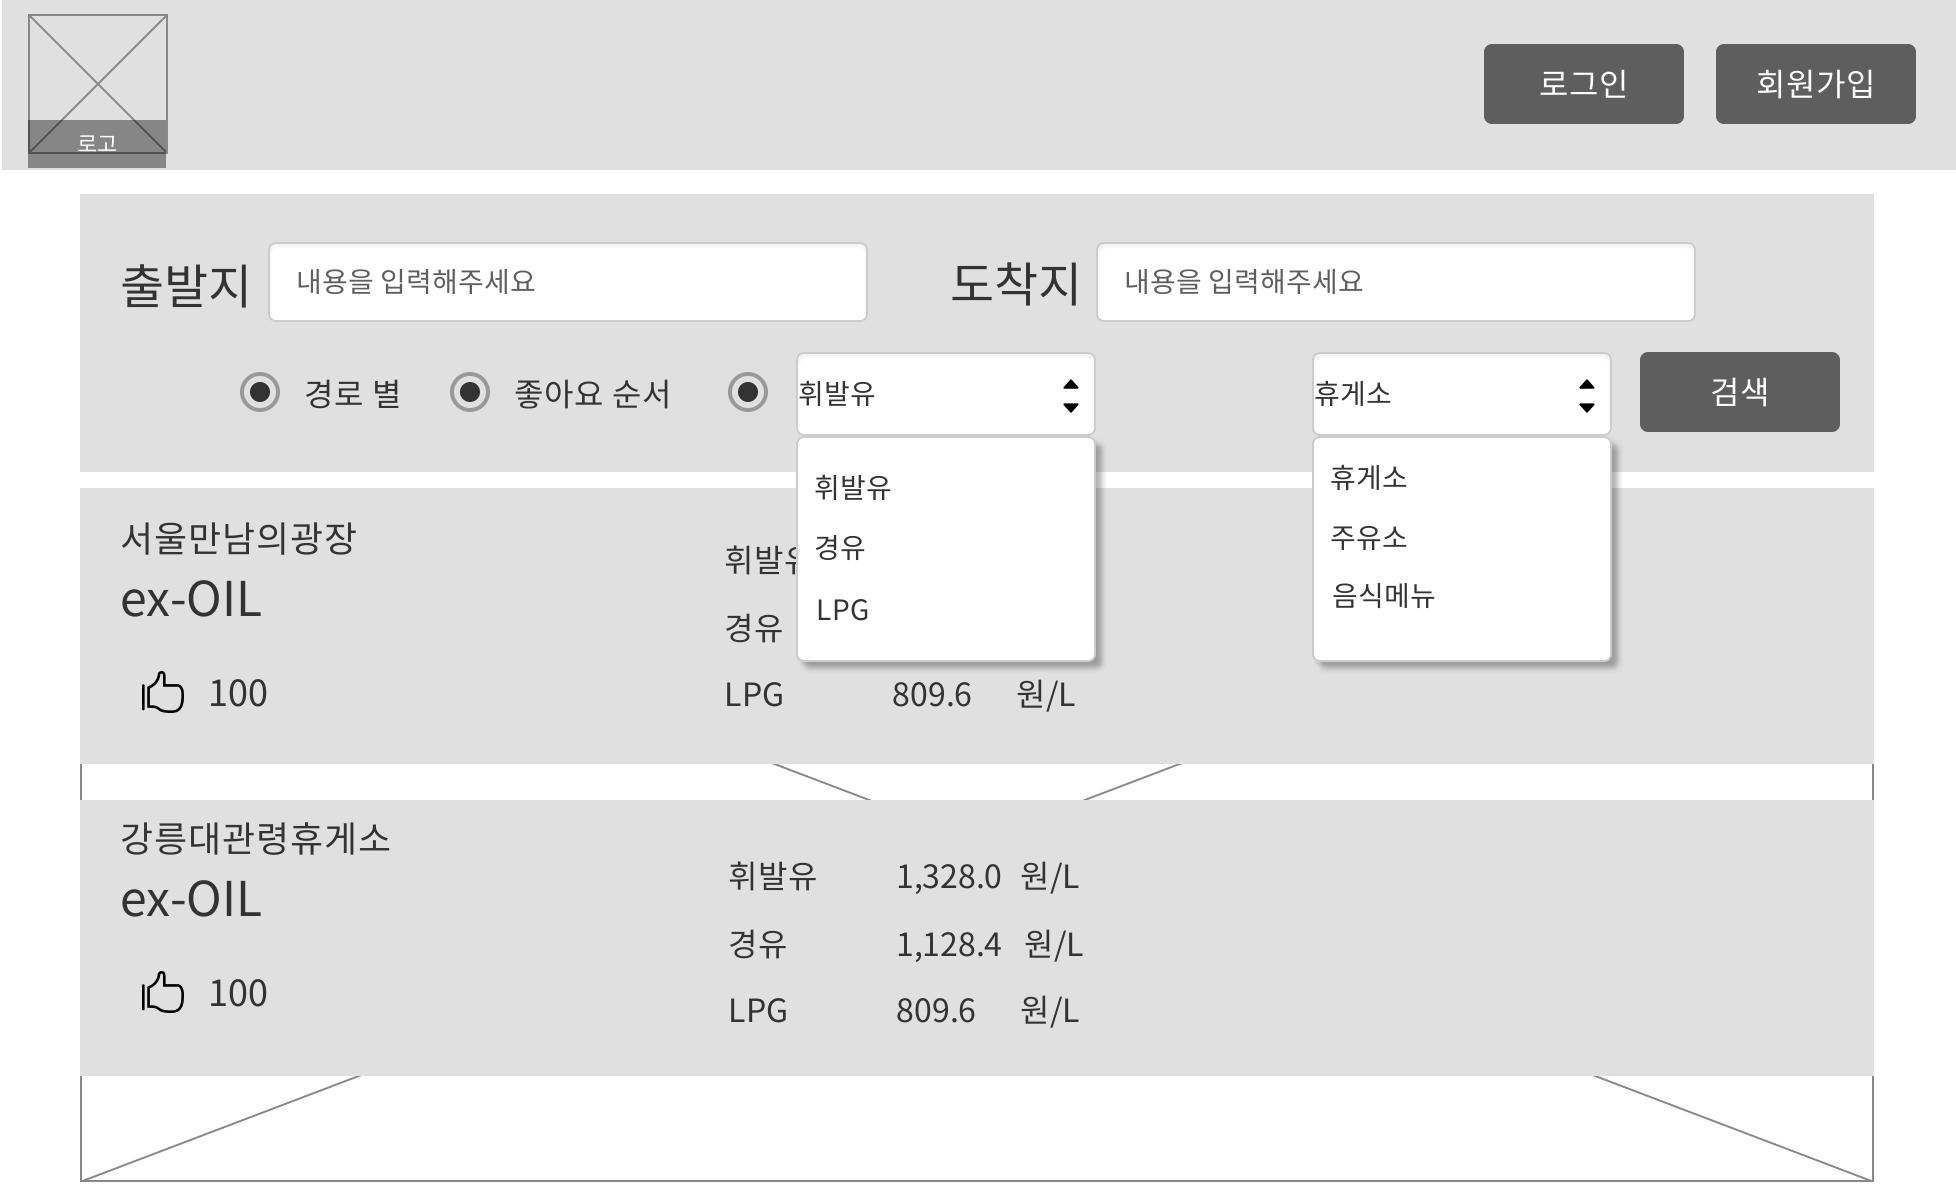 로고
로그인
회원가입
출발지
내용을 입력해주세요
도착지
내용을 입력해주세요
경로 별
좋아요 순서
휘발유
휴게소
검색
휘발유
경유
LPG
휴게소
주유소
음식메뉴
서울만남의광장
ex-OIL
100
휘발유
경유
LPG 809.6 원/L
강릉대관령휴게소
ex-OIL
100
휘발유 1,328.0 원/L
경유 1,128.4 원/L
LPG 809.6 원/L